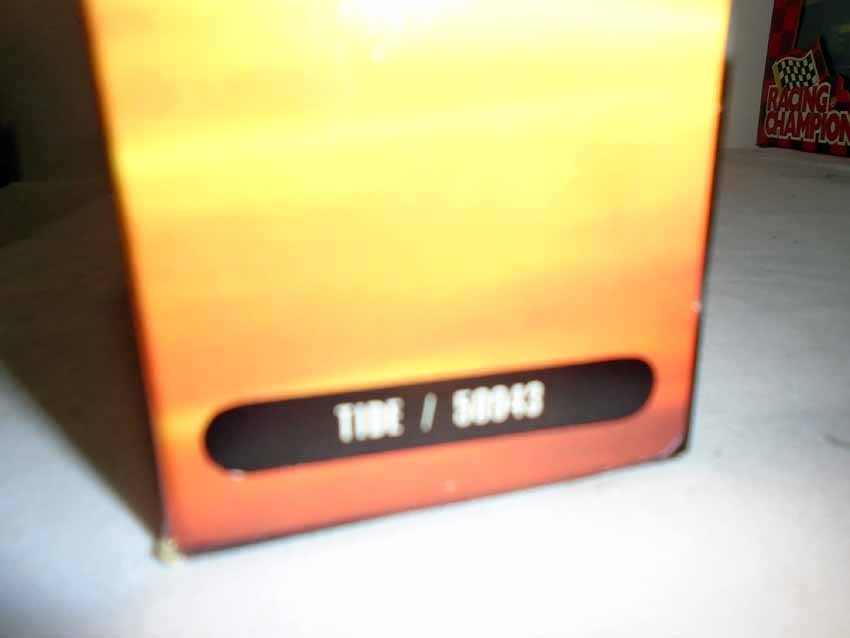 RACING
CHAMPION
TIDE / 50943